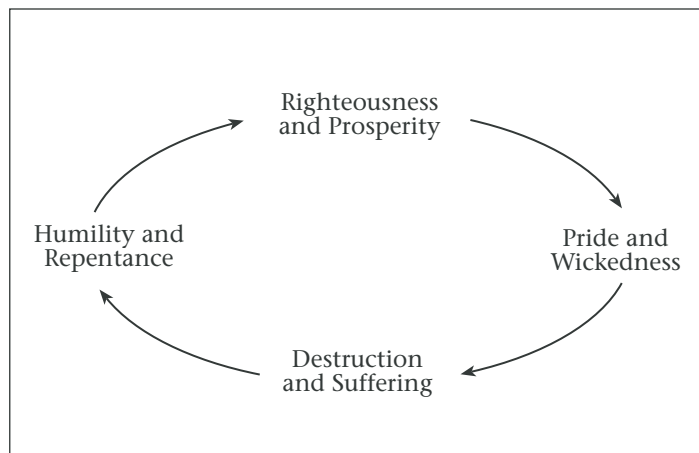 Righteousness
and Prosperity
Pride and
Wickedness
Destruction
and Suffering
Humility and
Repentance